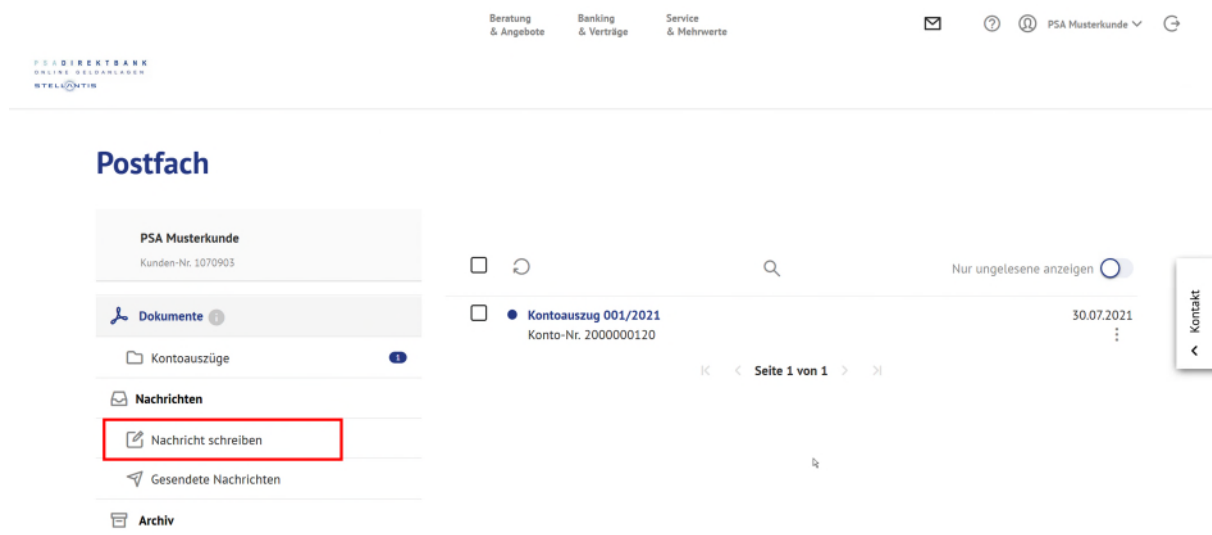 Beratung
& Angebote
Banking
& Verträge
Service
& Mehrwerte
PSA Musterkunde
PSADIREKTBANK
ONLINE GELDANLAGEN
STELLANTIS
Postfach
PSA Musterkunde
Kunden-Nr. 1070903
Dokumente i
Kontoauszüge 1
Nachrichten
Nachricht schreiben
Gesendete Nachrichten
Archiv
Nur ungelesene anzeigen
Kontoauszug 001/2021 30.07.2021
Konto-Nr. 2000000120
Seite 1 von 1
Kontakt